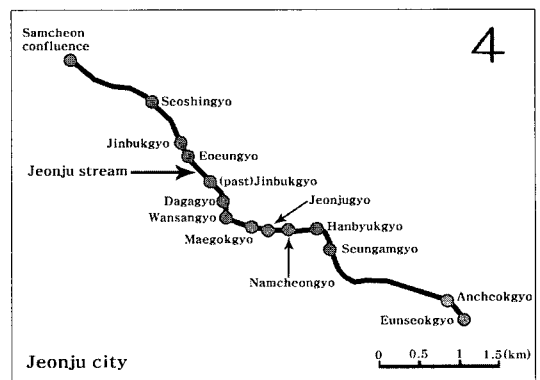 Samcheon
confluence
4
Seoshingyo
Jinbukgyo
Eoeungyo
Jeonju stream
(past)Jinbukgyo
Dagagyo
Jeonjugyo
Wansangyo
Hanbyukgyo
Maegokgyo
Seungamgyo
Namcheongyo
Ancheokgyo
Eunseokgyo
Jeonju city
0 0.5 1 1.5(km)